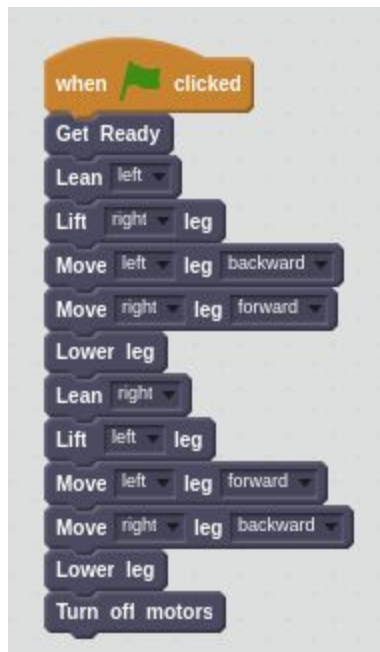 when clicked
Get Ready
Lean left
Lift right leg
Move left leg backward
Move right leg forward
Lower leg
Lean right
Lift left leg
Move left leg forward
Move right leg backward
Lower leg
Turn off motors